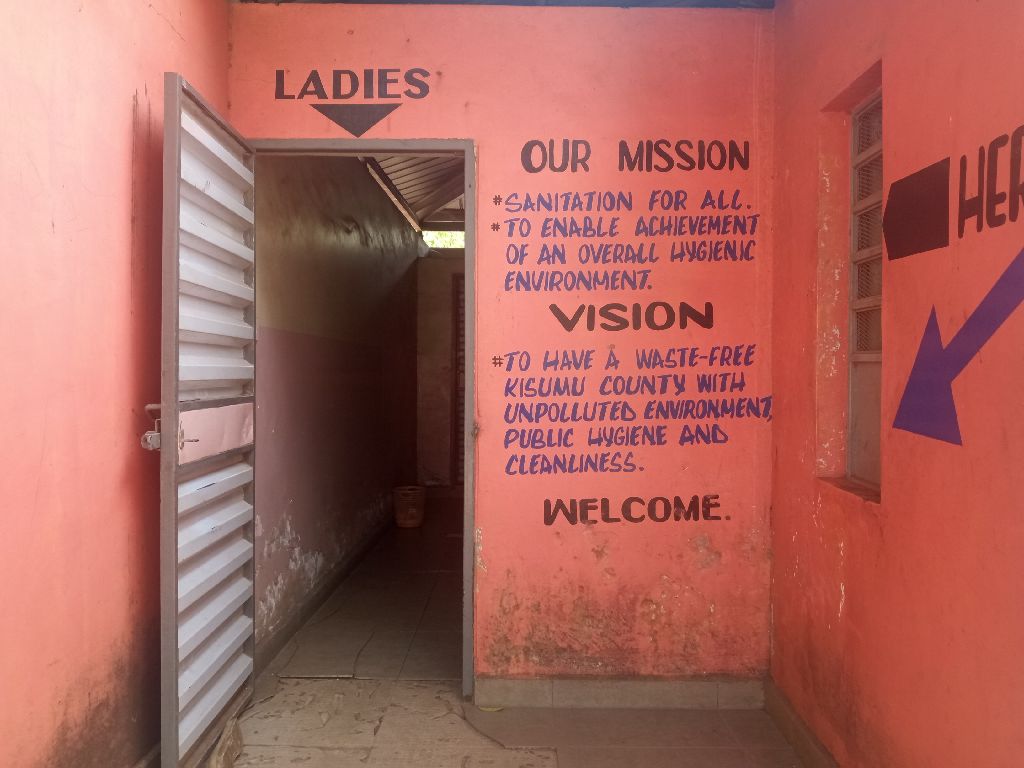 LADIES
OUR MISSION
#SANITATION FOR ALL.
#TO ENABLE ACHIEVEMENT
OF AN OVERALL HYGIENIC
ENVIRONMENT.
VISION
#TO HAVE A WASTE-FREE
KISUMU COUNTY WITH
UNPOLLUTED ENVIRONMENT,
PUBLIC HYGIENE AND
CLEANLINESS.
WELCOME.